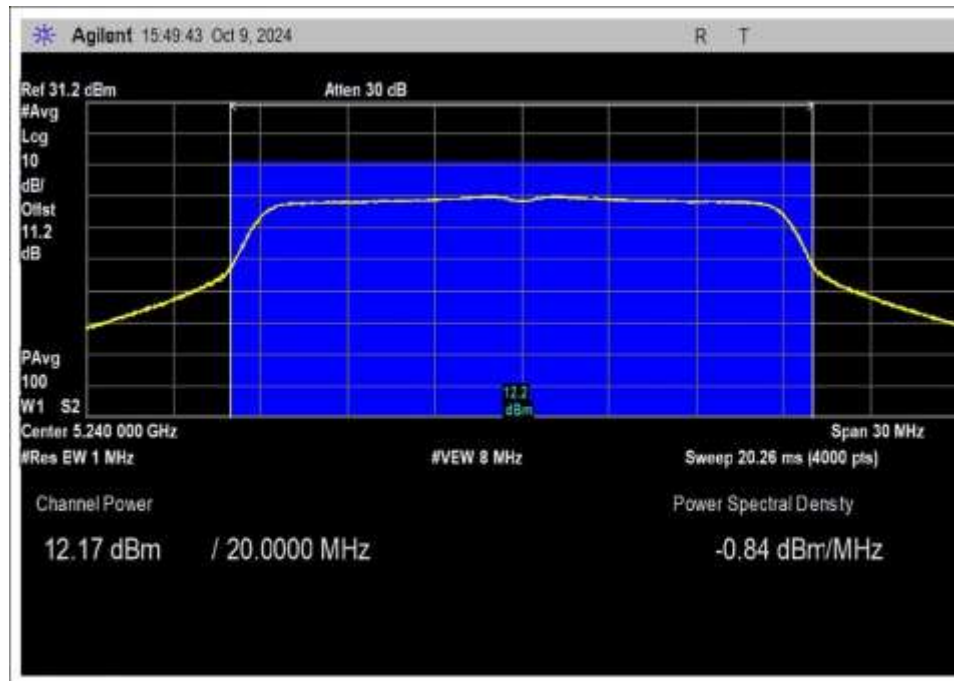 Agilent 15:49:43 Oct 9, 2024 R T
Ref 31.2 dBm Atten 30 dB
#Avg
Log
10
dB/
Offst
11.2
dB
PAvg
100
W1 S2
12.2
dBm
Center 5.240 000 GHz Span 30 MHz
#Res BW 1 MHz #VBW 8 MHz Sweep 20.26 ms (4000 pts)
Channel Power Power Spectral Density
12.17 dBm / 20.0000 MHz -0.84 dBm/MHz